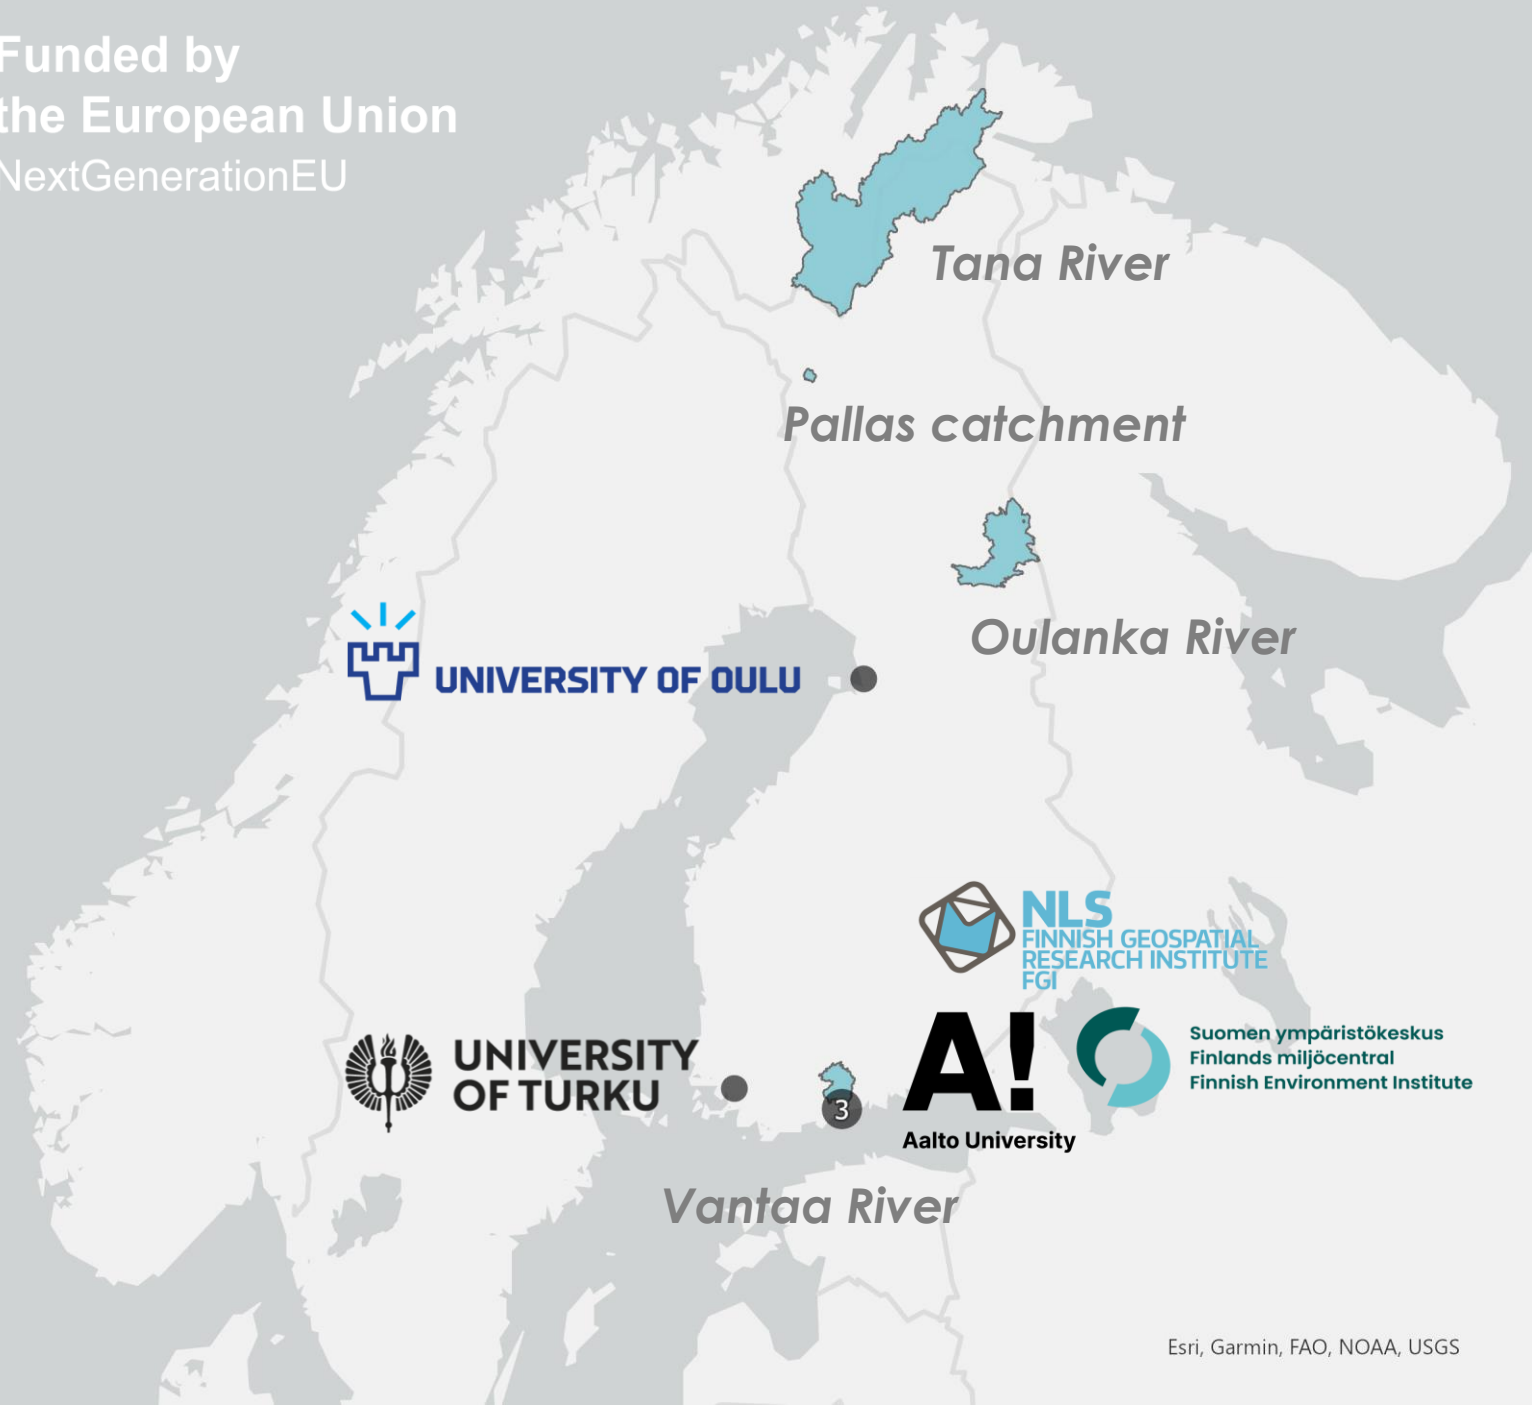 Funded by
the European Union
NextGenerationEU
Tana River
Pallas catchment
Oulanka River
UNIVERSITY OF OULU
NLS
FINNISH GEOSPATIAL
RESEARCH INSTITUTE
FGI
UNIVERSITY
OF TURKU
3
A!
Aalto University
Suomen ympäristökeskus
Finlands miljöcentral
Finnish Environment Institute
Vantaa River
Esri, Garmin, FAO, NOAA, USGS